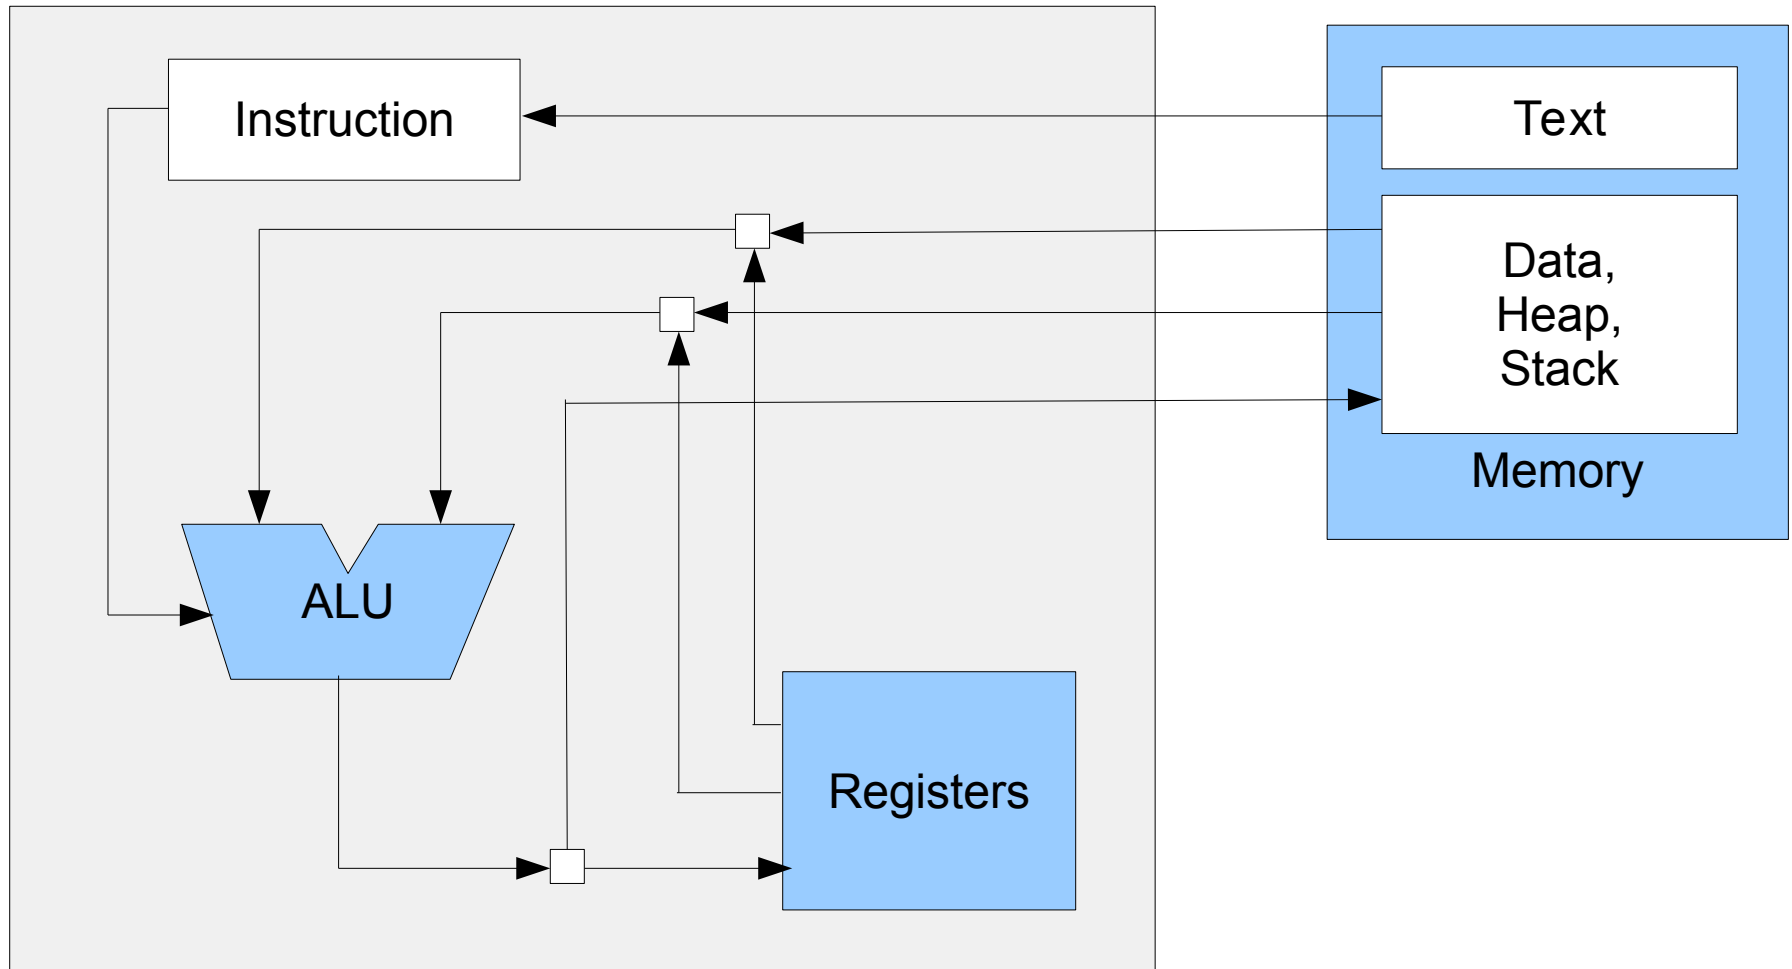 Instruction
Text
Data,
Heap,
Stack
Memory
ALU
Registers